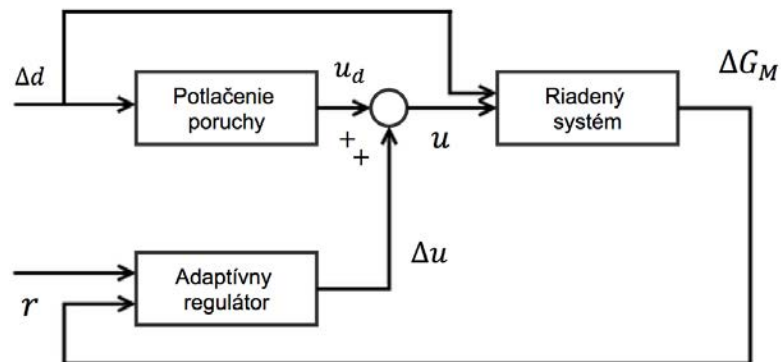 Δd
Potlačenie
poruchy
u_d
+
+
u
Riadený
systém
ΔG_M
r
Adaptívny
regulátor
Δu